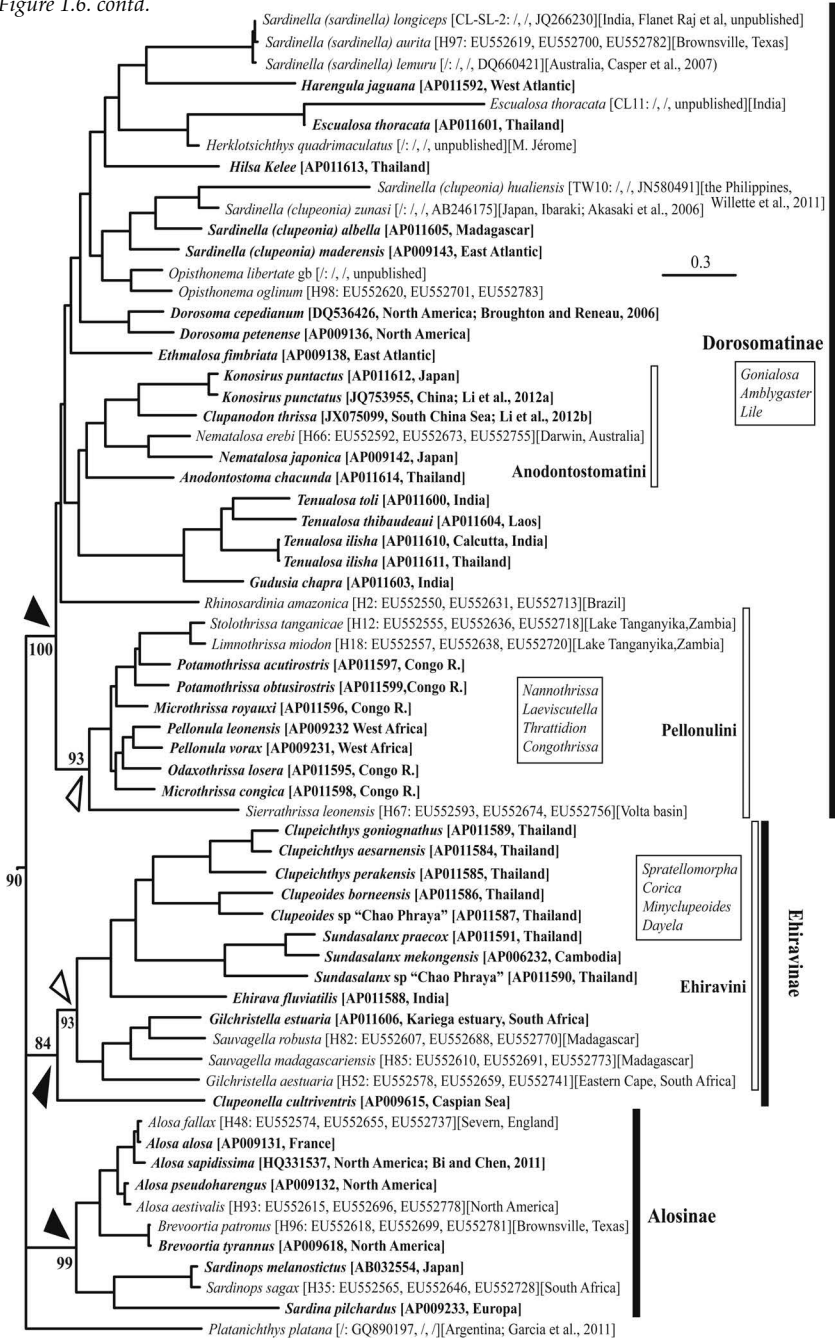 Figure 1.6. contd.
Sardinella (sardinella) longiceps [CL-SL-2: /, /, JQ266230][India, Flanet Raj et al, unpublished]
Sardinella (sardinella) aurita [H97: EU552619, EU552700, EU552782][Brownsville, Texas]
Sardinella (sardinella) lemuru [/: /, /, DQ660421][Australia, Casper et al., 2007)
Harengula jaguana [AP011592, West Atlantic]
Escualosa thoracata [CL11: /, /, unpublished][India]
Escualosa thoracata [AP011601, Thailand]
Herklotsichthys quadrimaculatus [/: /, /, unpublished][M. Jérome]
Hilsa Kelee [AP011613, Thailand]
Sardinella (clupeonia) hualiensis [TW10: /, /, JN580491][the Philippines,
Willette et al., 2011]
Sardinella (clupeonia) zunasi [/: /, /, AB246175][Japan, Ibaraki; Akasaki et al., 2006]
Sardinella (clupeonia) albella [AP011605, Madagascar]
Sardinella (clupeonia) maderensis [AP009143, East Atlantic]
Opisthonema libertate gb [/: /, /, unpublished]
0.3
Opisthonema oglinum [H98: EU552620, EU552701, EU552783]
Dorosoma cepedianum [DQ536426, North America; Broughton and Reneau, 2006]
Dorosoma petenense [AP009136, North America]
Dorosomatinae
Ethmalosa fimbriata [AP009138, East Atlantic]
Gonialosa
Amblygaster
Lile
Konosirus puntactus [AP011612, Japan]
Konosirus punctatus [JQ753955, China; Li et al., 2012a]
Clupanodon thrissa [JX075099, South China Sea; Li et al., 2012b]
Nematalosa erebi [H66: EU552592, EU552673, EU552755][Darwin, Australia]
Nematalosa japonica [AP009142, Japan]
Anodontostomatini
Anodontostoma chacunda [AP011614, Thailand]
Tenualosa toli [AP011600, India]
Tenualosa thibaudeaui [AP011604, Laos]
Tenualosa ilisha [AP011610, Calcutta, India]
Tenualosa ilisha [AP011611, Thailand]
Gudusia chapra [AP011603, India]
Rhinosardinia amazonica [H2: EU552550, EU552631, EU552713][Brazil]
Stolothrissa tanganicae [H12: EU552555, EU552636, EU552718][Lake Tanganyika,Zambia]
100
Limnothrissa miodon [H18: EU552557, EU552638, EU552720][Lake Tanganyika,Zambia]
Potamothrissa acutirostris [AP011597, Congo R.]
Potamothrissa obtusirostris [AP011599,Congo R.]
Microthrissa royauxi [AP011596, Congo R.]
Nannothrissa
Laeviscutella
Thrattidion
Congothrissa
Pellonulini
Pellonula leonensis [AP009232 West Africa]
93
Pellonula vorax [AP009231, West Africa]
Odaxothrissa losera [AP011595, Congo R.]
Microthrissa congica [AP011598, Congo R.]
Sierrathrissa leonensis [H67: EU552593, EU552674, EU552756][Volta basin]
Clupeichthys goniognathus [AP011589, Thailand]
Clupeichthys aesarnensis [AP011584, Thailand]
90
Clupeichthys perakensis [AP011585, Thailand]
Spratellomorpha
Corica
Minyclupeoides
Dayela
Clupeoides borneensis [AP011586, Thailand]
Clupeoides sp “Chao Phraya” [AP011587, Thailand]
Sundasalanx praecox [AP011591, Thailand]
Sundasalanx mekongensis [AP006232, Cambodia]
Ehiravinae
Sundasalanx sp “Chao Phraya” [AP011590, Thailand]
Ehiravini
Ehirava fluviatilis [AP011588, India]
93
Gilchristella estuaria [AP011606, Kariega estuary, South Africa]
84
Sauvagella robusta [H82: EU552607, EU552688, EU552770][Madagascar]
Sauvagella madagascariensis [H85: EU552610, EU552691, EU552773][Madagascar]
Gilchristella aestuaria [H52: EU552578, EU552659, EU552741][Eastern Cape, South Africa]
Clupeonella cultriventris [AP009615, Caspian Sea]
Alosa fallax [H48: EU552574, EU552655, EU552737][Severn, England]
Alosa alosa [AP009131, France]
Alosa sapidissima [HQ331537, North America; Bi and Chen, 2011]
Alosa pseudoharengus [AP009132, North America]
Alosa aestivalis [H93: EU552615, EU552696, EU552778][North America]
Alosinae
Brevoortia patronus [H96: EU552618, EU552699, EU552781][Brownsville, Texas]
Brevoortia tyrannus [AP009618, North America]
99
Sardinops melanostictus [AB032554, Japan]
Sardinops sagax [H35: EU552565, EU552646, EU552728][South Africa]
Sardina pilchardus [AP009233, Europa]
Platanichthys platana [/: GQ890197, /, /][Argentina; Garcia et al., 2011]